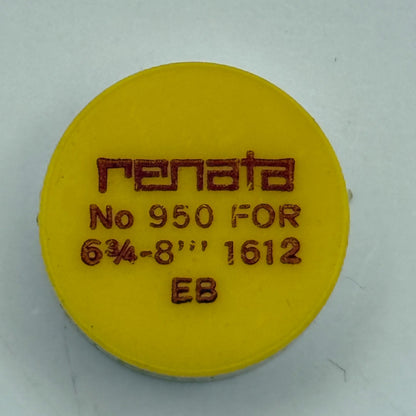 renata
No 950 FOR
6¾-8''' 1612
EB